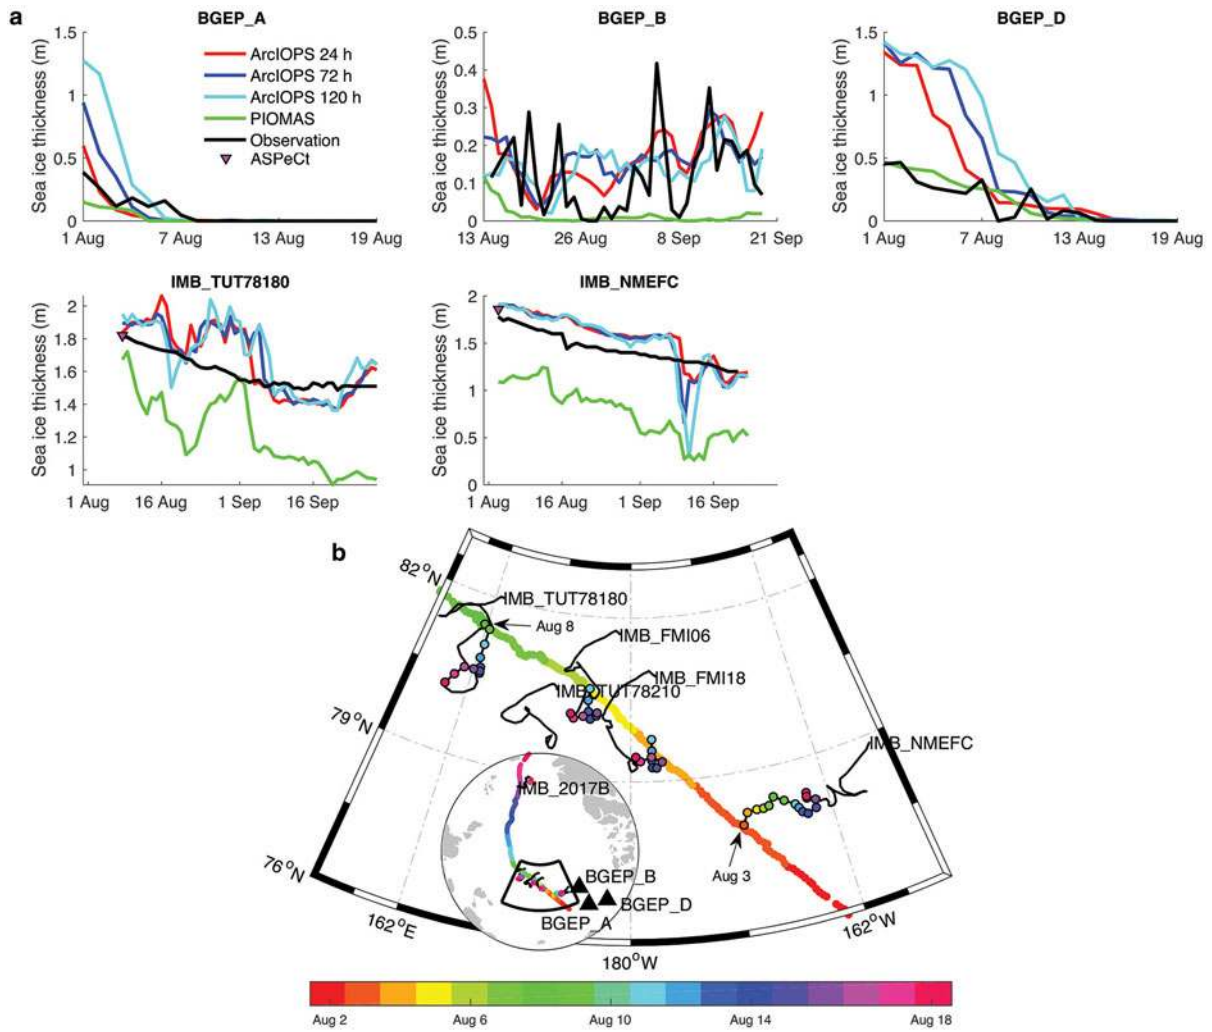 a
BGEP_A
BGEP_B
BGEP_D
Sea ice thickness (m)
1.5
1
0.5
0
ArcIOPS 24 h
ArcIOPS 72 h
ArcIOPS 120 h
PIOMAS
Observation
ASPeCt
1 Aug 7 Aug 13 Aug 19 Aug
Sea ice thickness (m)
0.5
0.4
0.3
0.2
0.1
0
13 Aug 26 Aug 8 Sep 21 Sep
Sea ice thickness (m)
1.5
1
0.5
0
1 Aug 7 Aug 13 Aug 19 Aug
IMB_TUT78180
IMB_NMEFC
Sea ice thickness (m)
2
1.8
1.6
1.4
1.2
1
1 Aug 16 Aug 1 Sep 16 Sep
Sea ice thickness (m)
2
1.5
1
0.5
0
1 Aug 16 Aug 1 Sep 16 Sep
b
82°N
IMB_TUT78180
Aug 8
IMB_FMI06
IMB_FMI18
IMB_TUT78210
79°N
IMB_NMEFC
IMB_2017B
Aug 3
76°N
BGEP_B
BGEP_D
BGEP_A
162°E
180°W
162°W
Aug 2 Aug 6 Aug 10 Aug 14 Aug 18